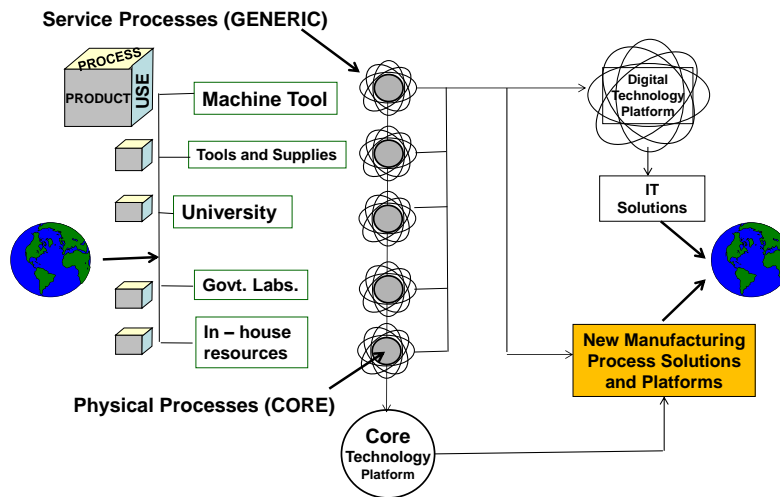 Service Processes (GENERIC)
PROCESS
PRODUCT
USE
Machine Tool
Tools and Supplies
University
Govt. Labs.
In – house
resources
Physical Processes (CORE)
Core
Technology
Platform
Digital
Technology
Platform
IT
Solutions
New Manufacturing
Process Solutions
and Platforms